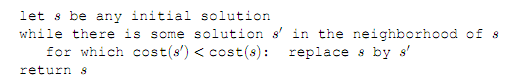 let s be any initial solution
while there is some solution s′ in the neighborhood of s
for which cost(s′) < cost(s): replace s by s′
return s